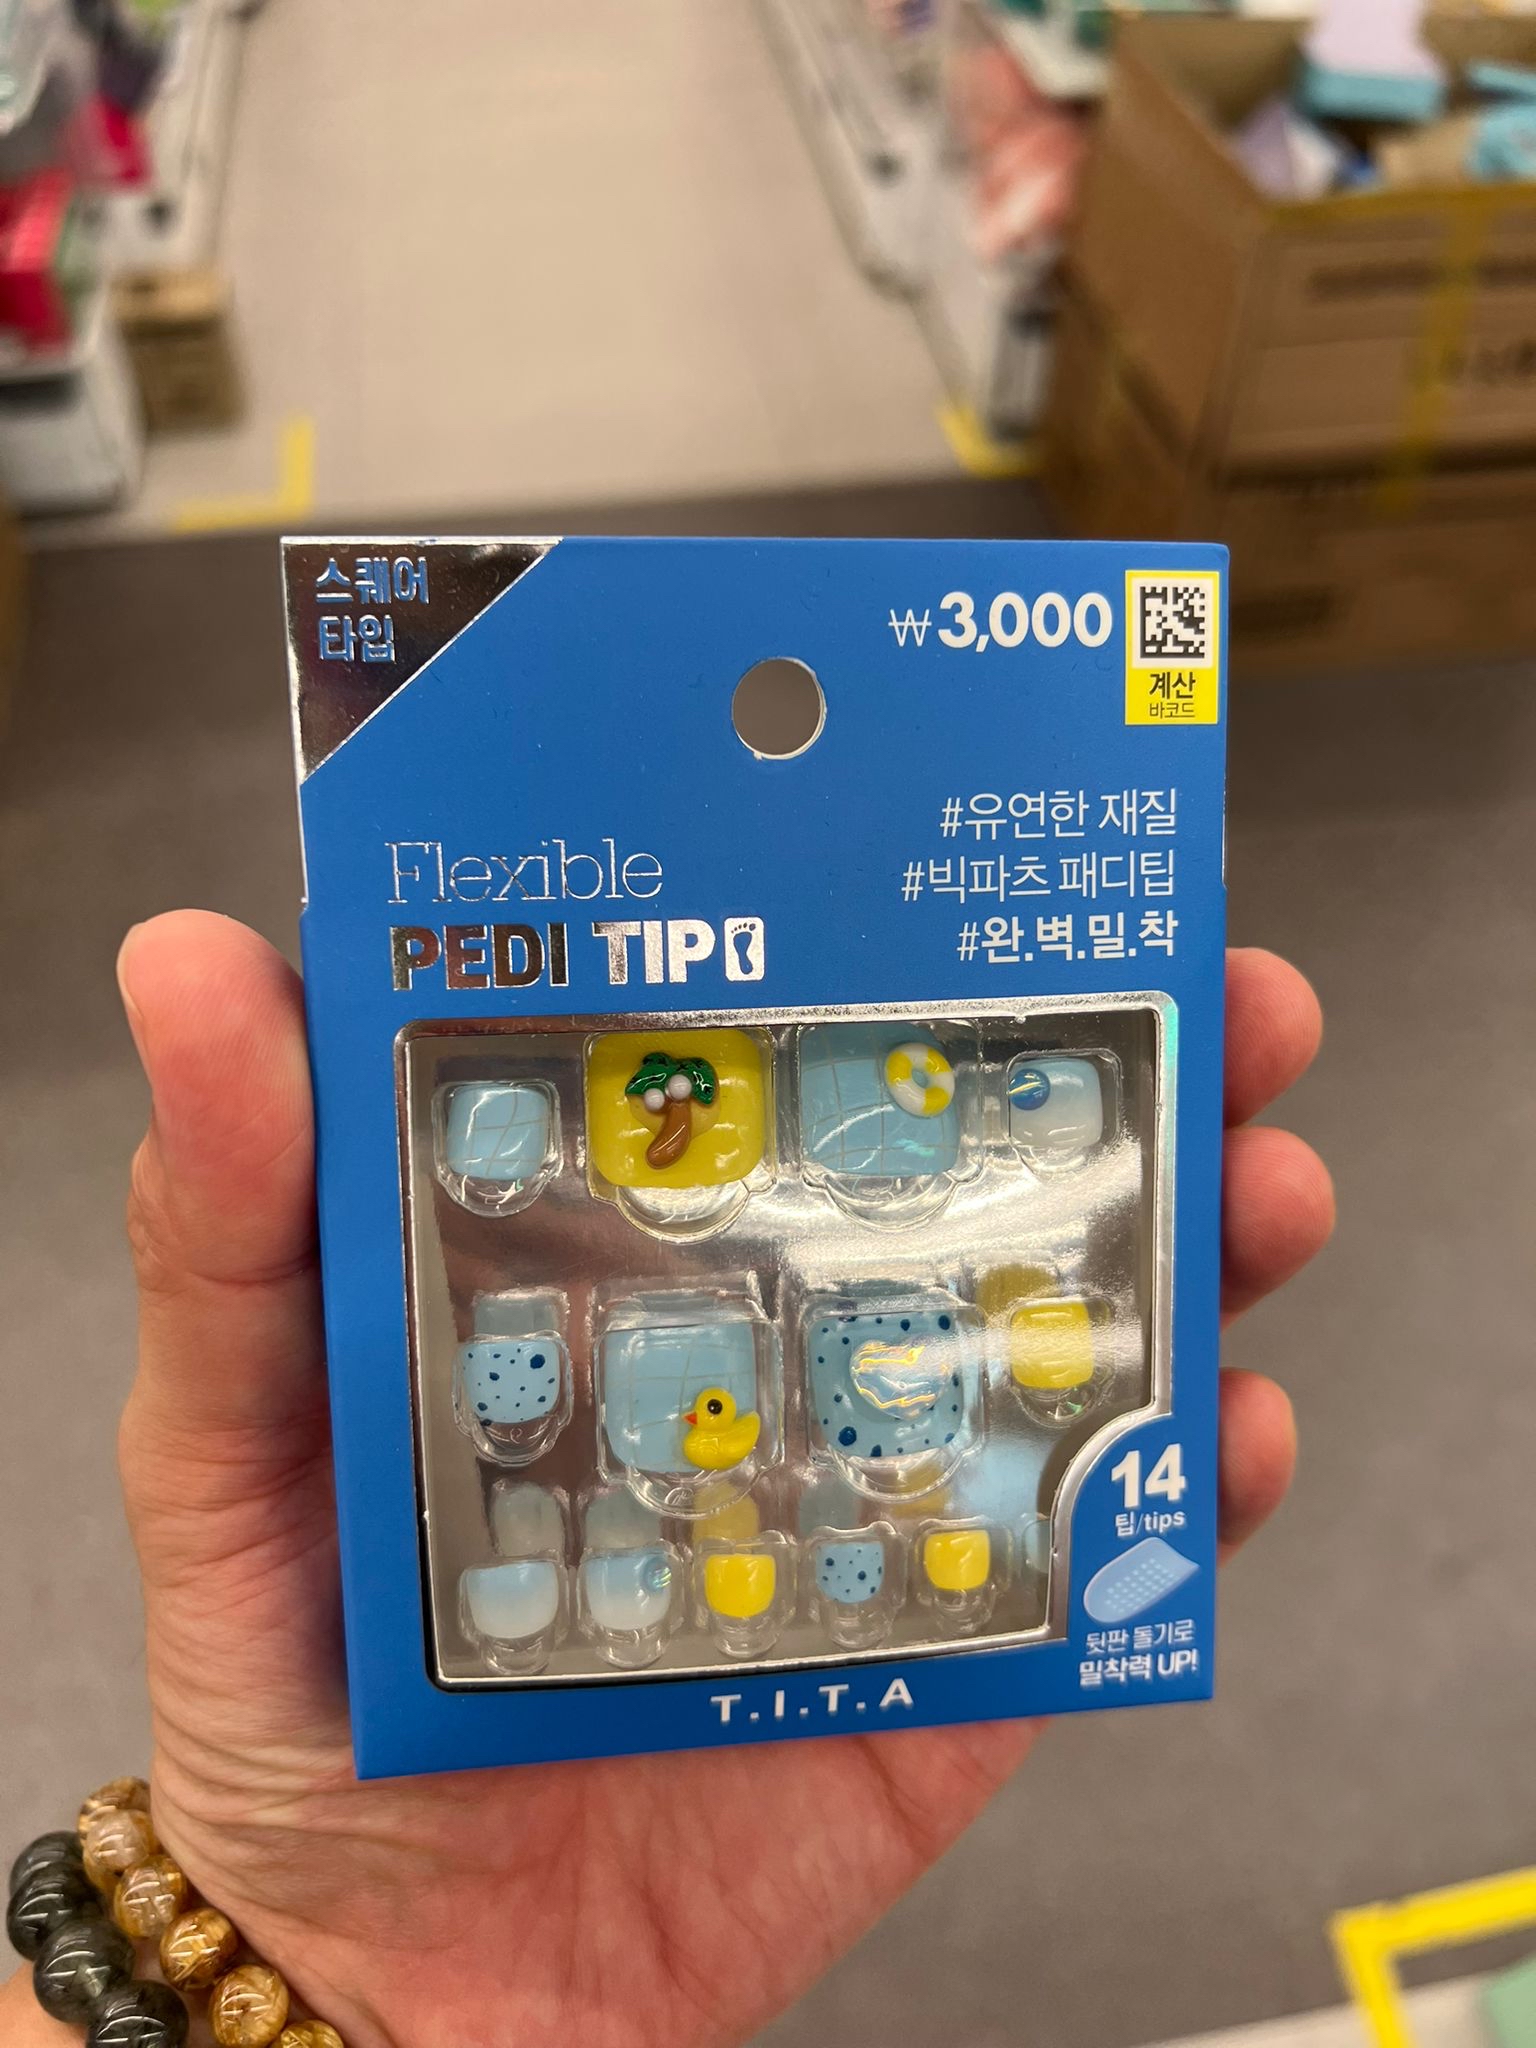 스퀘어
타입
₩3,000
계산
바코드
#유연한 재질
#빅파츠 패디팁
#완.벽.밀.착
Flexible
PEDI TIP
14
팁/tips
뒷판 돌기로
밀착력 UP!
T.I.T.A